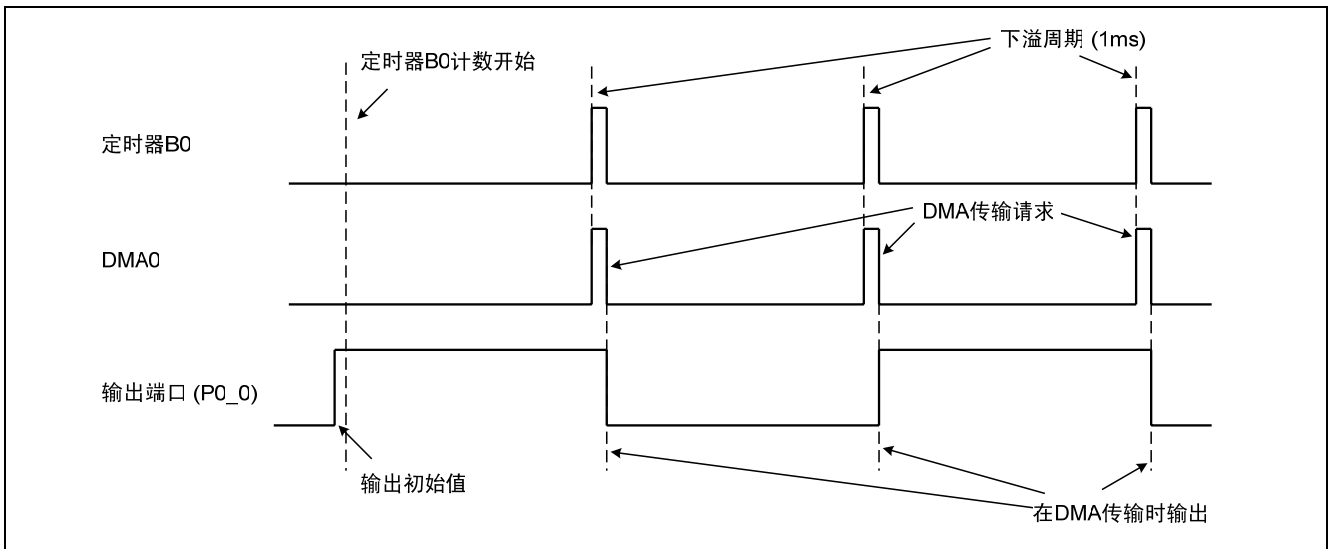 下溢周期 (1ms)
定时器B0计数开始
定时器B0
DMA传输请求
DMA0
输出端口 (P0_0)
输出初始值
在DMA传输时输出